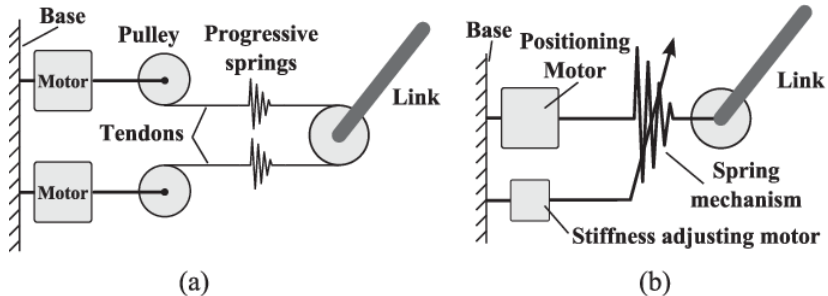 Base
Pulley
Progressive
springs
Motor
Link
Tendons
Motor
(a)
Base
Positioning
Motor
Link
Spring
mechanism
Stiffness adjusting motor
(b)